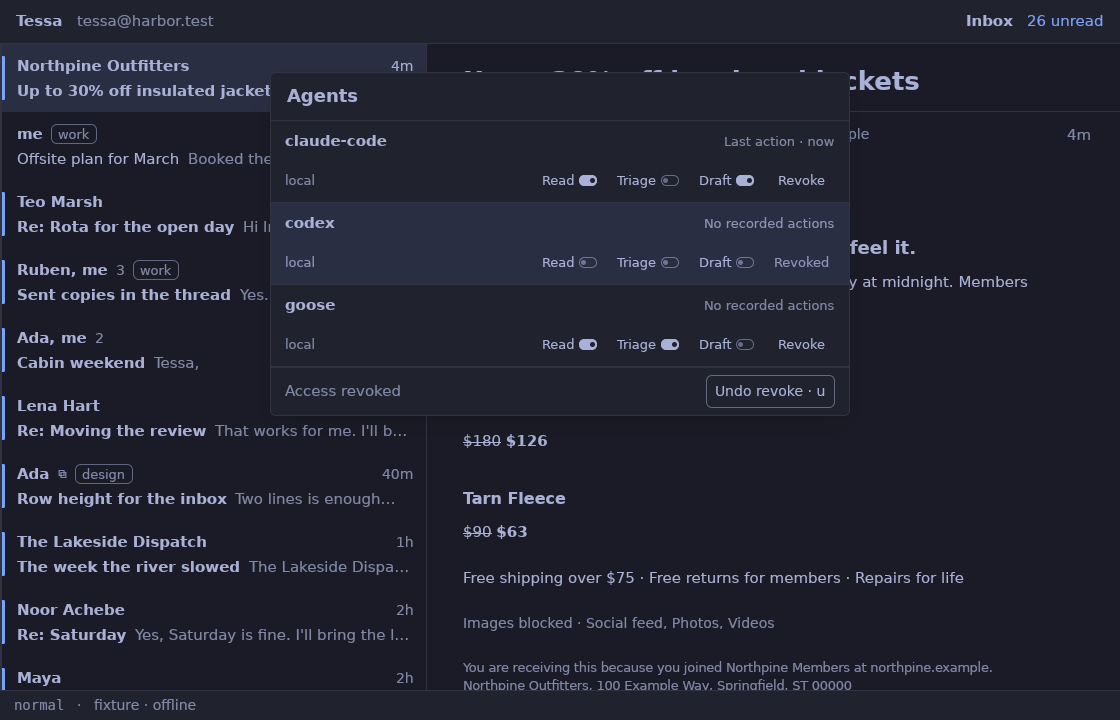 Tessa tessa@harbor.test
Inbox 26 unread
Northpine Outfitters 4m
Up to 30% off insulated jacket
me work
Offsite plan for March Booked the
Teo Marsh
Re: Rota for the open day Hi
Ruben, me 3 work
Sent copies in the thread Yes.
Ada, me 2
Cabin weekend Tessa,
Lena Hart
Re: Moving the review That works for me. I'll b…
Ada design 40m
Row height for the inbox Two lines is enough…
The Lakeside Dispatch 1h
The week the river slowed The Lakeside Dispa…
Noor Achebe 2h
Re: Saturday Yes, Saturday is fine. I'll bring the l…
Maya 2h
Agents
claude-code Last action · now
local Read Triage Draft Revoke
codex No recorded actions
local Read Triage Draft Revoked
goose No recorded actions
local Read Triage Draft Revoke
Access revoked Undo revoke · u
ckets
ple 4m
feel it.
y at midnight. Members
$180 $126
Tarn Fleece
$90 $63
Free shipping over $75 · Free returns for members · Repairs for life
Images blocked · Social feed, Photos, Videos
You are receiving this because you joined Northpine Members at northpine.example.
Northpine Outfitters, 100 Example Way, Springfield, ST 00000
normal · fixture · offline